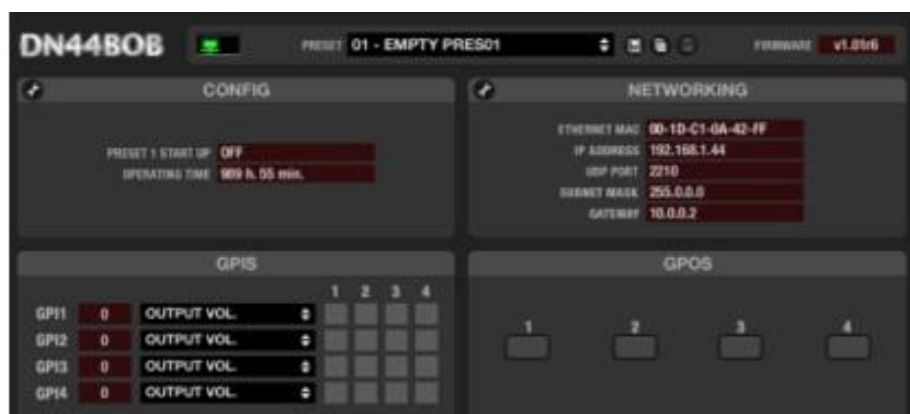 DN44BOB PRESET 01 - EMPTY PRES01 FIRMWARE v1.01r6
CONFIG
PRESET 1 START UP OFF
OPERATING TIME 989 h. 55 min.
NETWORKING
ETHERNET MAC 00-1D-C1-0A-42-FF
IP ADDRESS 192.168.1.44
UDP PORT 2210
SUBNET MASK 255.0.0.0
GATEWAY 10.0.0.2
GPIS
1 2 3 4
GPI1 0 OUTPUT VOL.
GPI2 0 OUTPUT VOL.
GPI3 0 OUTPUT VOL.
GPI4 0 OUTPUT VOL.
GPOS
1 2 3 4